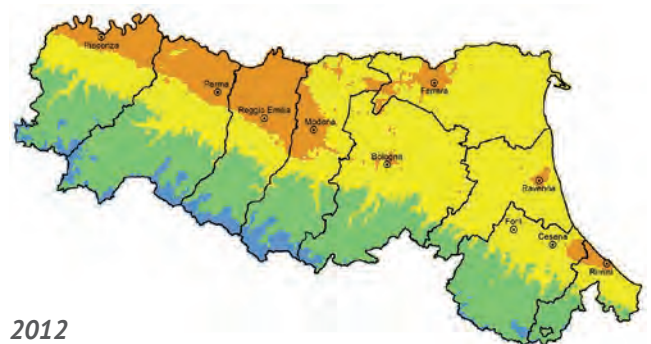 Piacenza
Parma
Ferrara
Reggio Emilia
Modena
Bologna
Ravenna
Forlì
Cesena
Rimini
2012